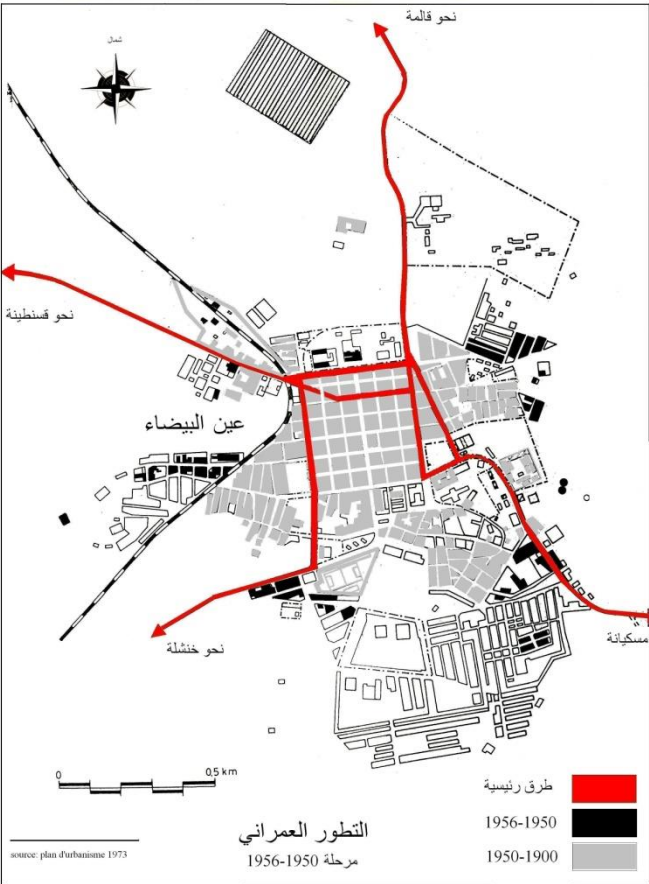 نحو قالمة
شمال
نحو قسنطينة
عين البيضاء
مسكيانة
نحو خنشلة
0
0,5 km
طرق رئيسية
1956-1950
1950-1900
التطور العمراني
مرحلة 1950-1956
source: plan d'urbanisme 1973